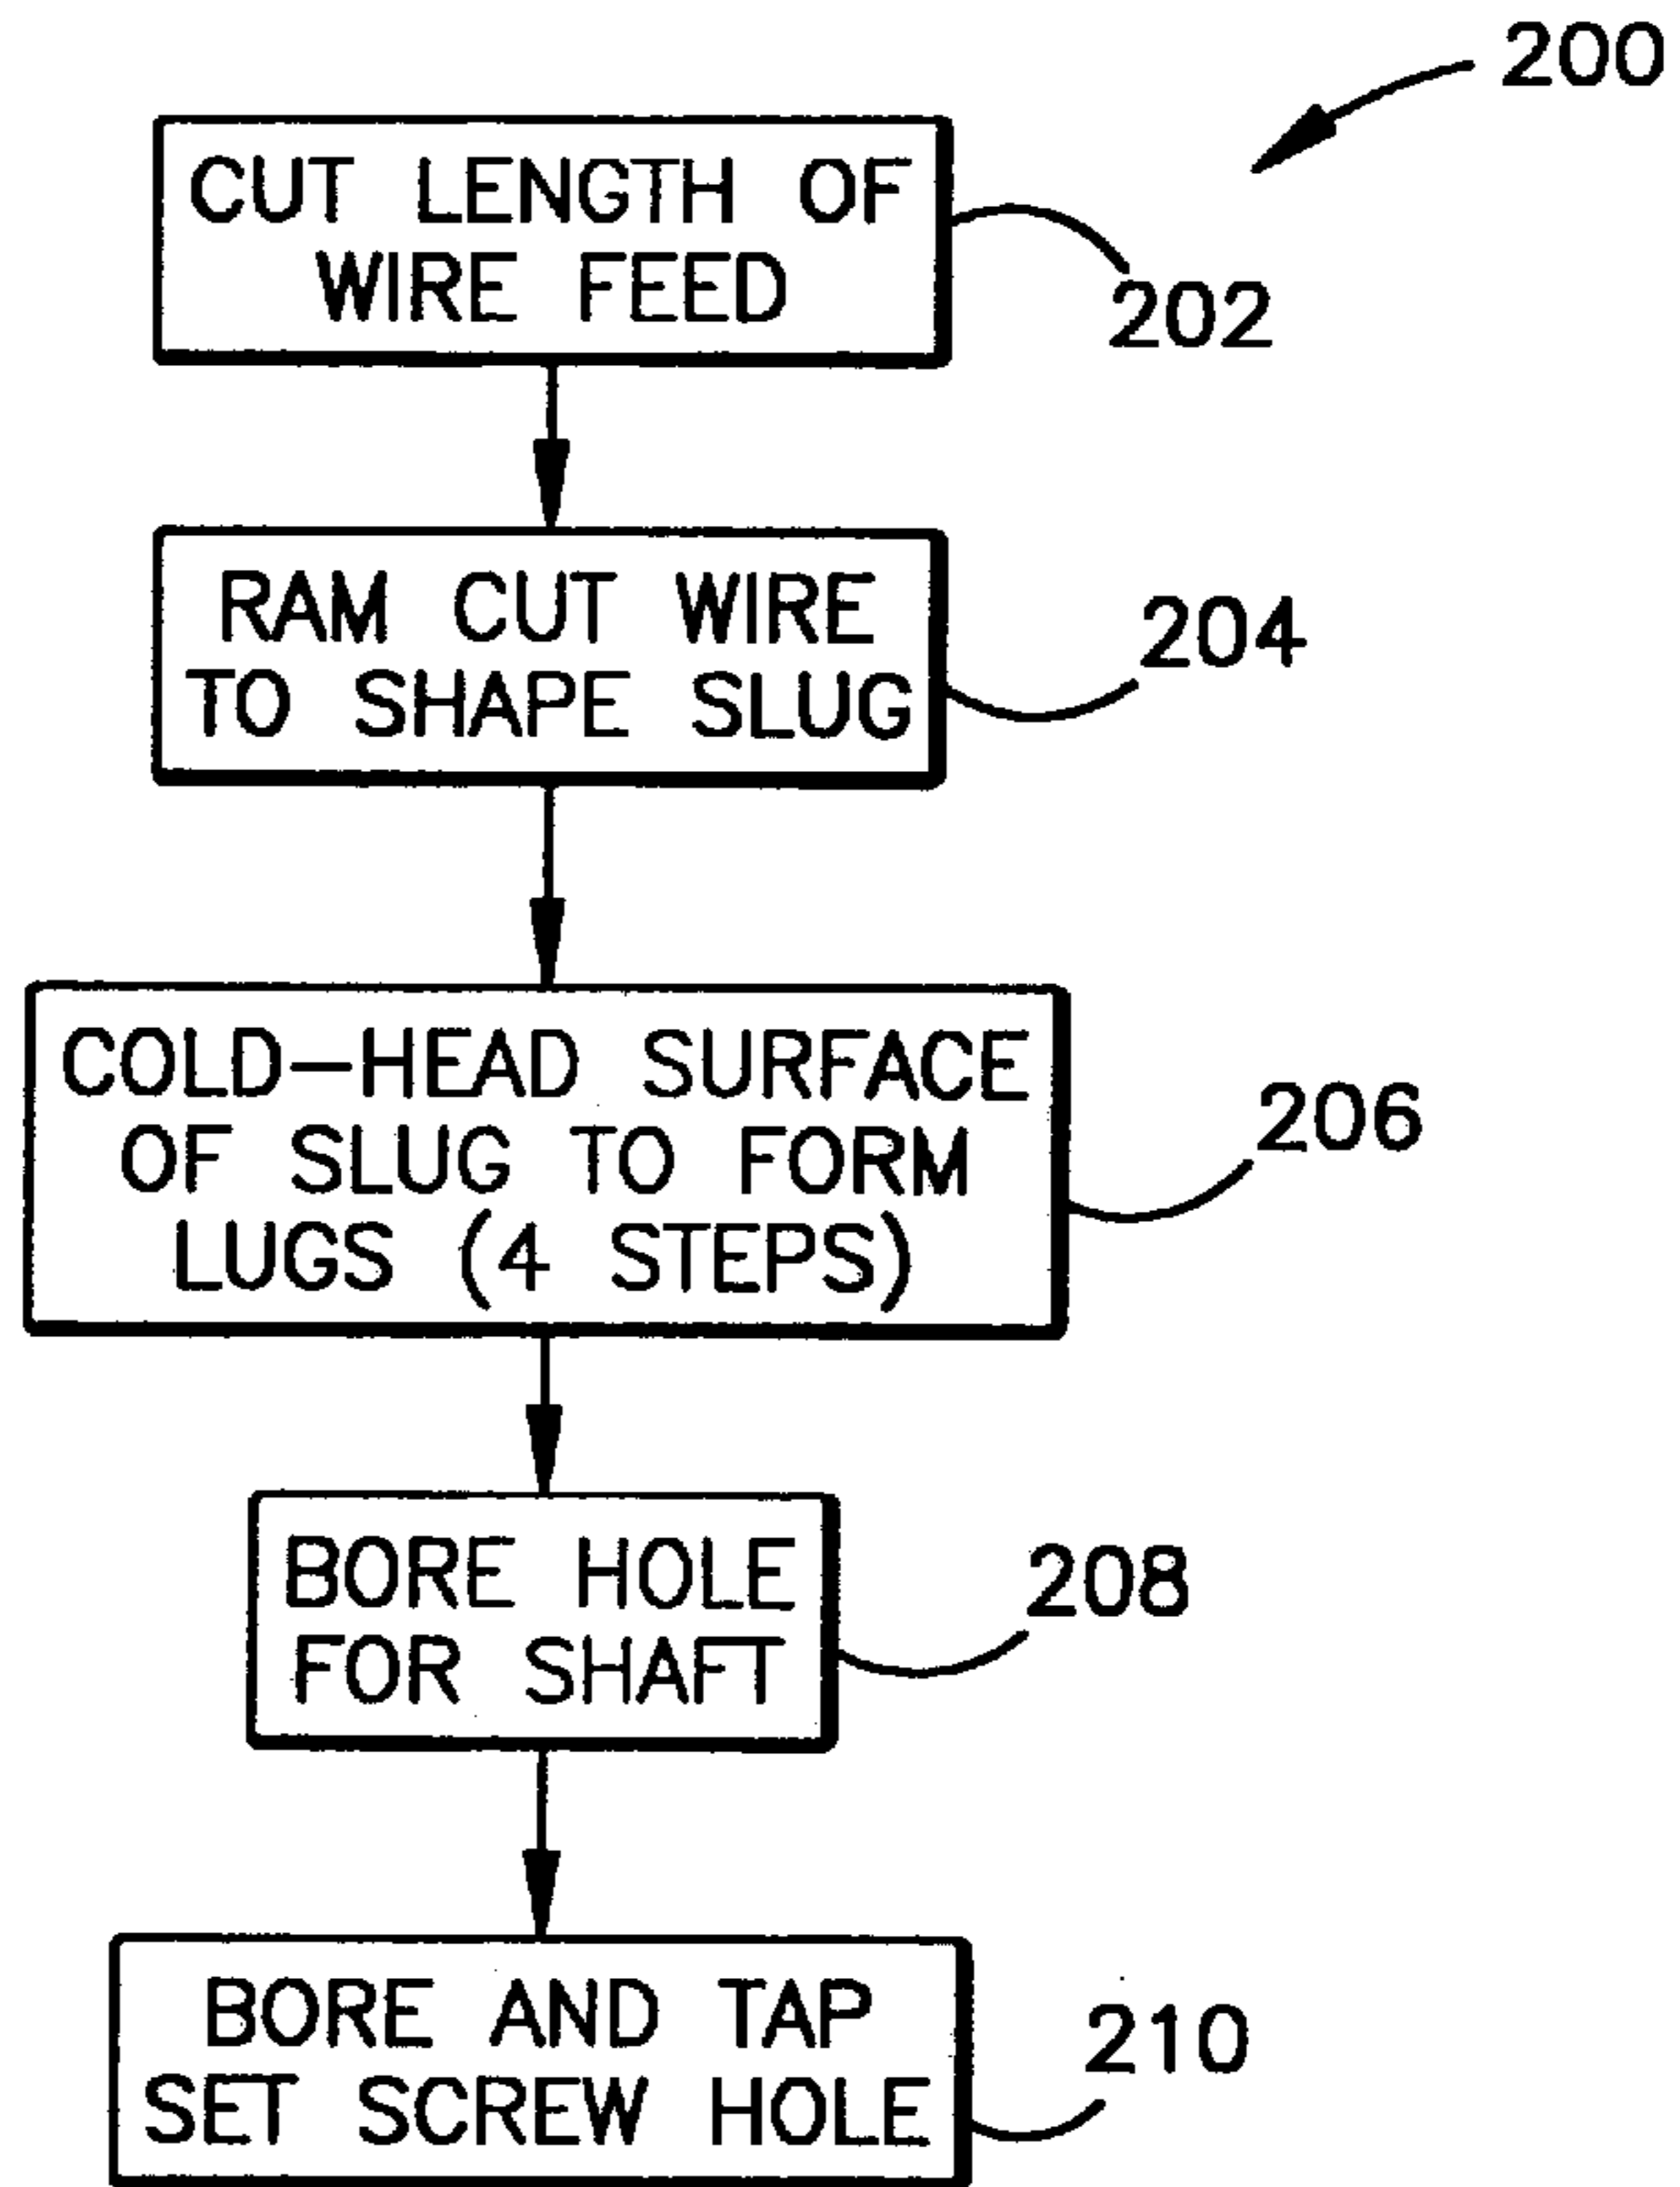 200
CUT LENGTH OF
WIRE FEED
202
RAM CUT WIRE
TO SHAPE SLUG
204
COLD-HEAD SURFACE
OF SLUG TO FORM
LUGS (4 STEPS)
206
BORE HOLE
FOR SHAFT
208
BORE AND TAP
SET SCREW HOLE
210